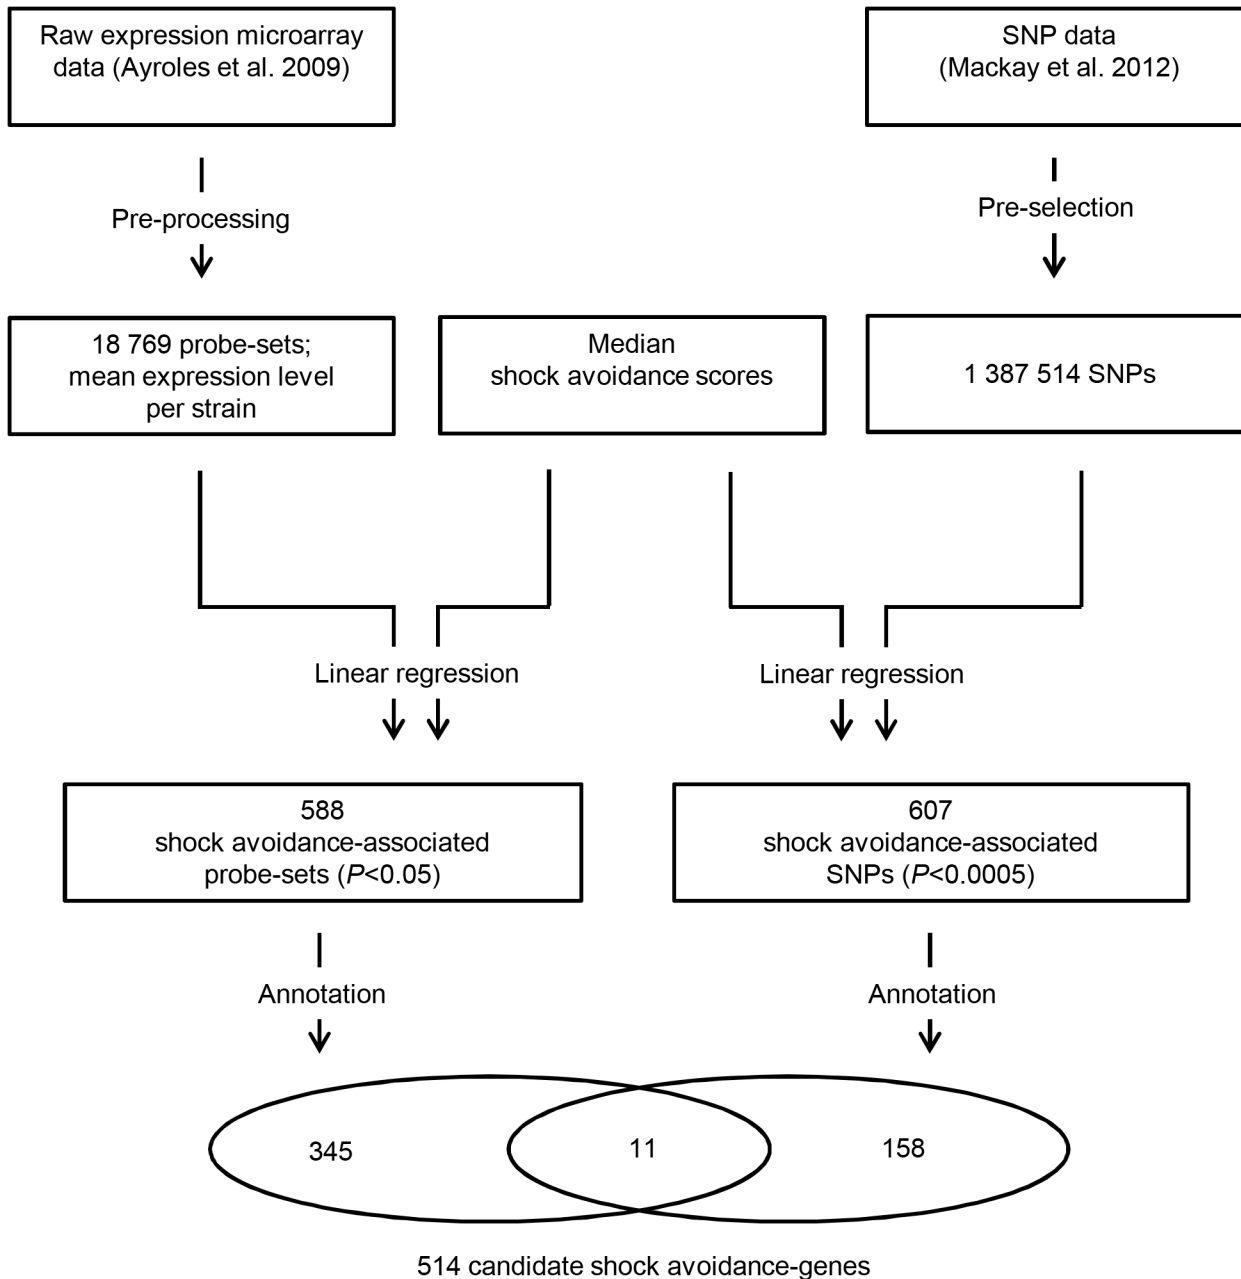 Raw expression microarray
data (Ayroles et al. 2009)
SNP data
(Mackay et al. 2012)
Pre-processing
Pre-selection
18 769 probe-sets;
mean expression level
per strain
Median
shock avoidance scores
1 387 514 SNPs
Linear regression
Linear regression
588
shock avoidance-associated
probe-sets (P<0.05)
607
shock avoidance-associated
SNPs (P<0.0005)
Annotation
Annotation
345
11
158
514 candidate shock avoidance-genes